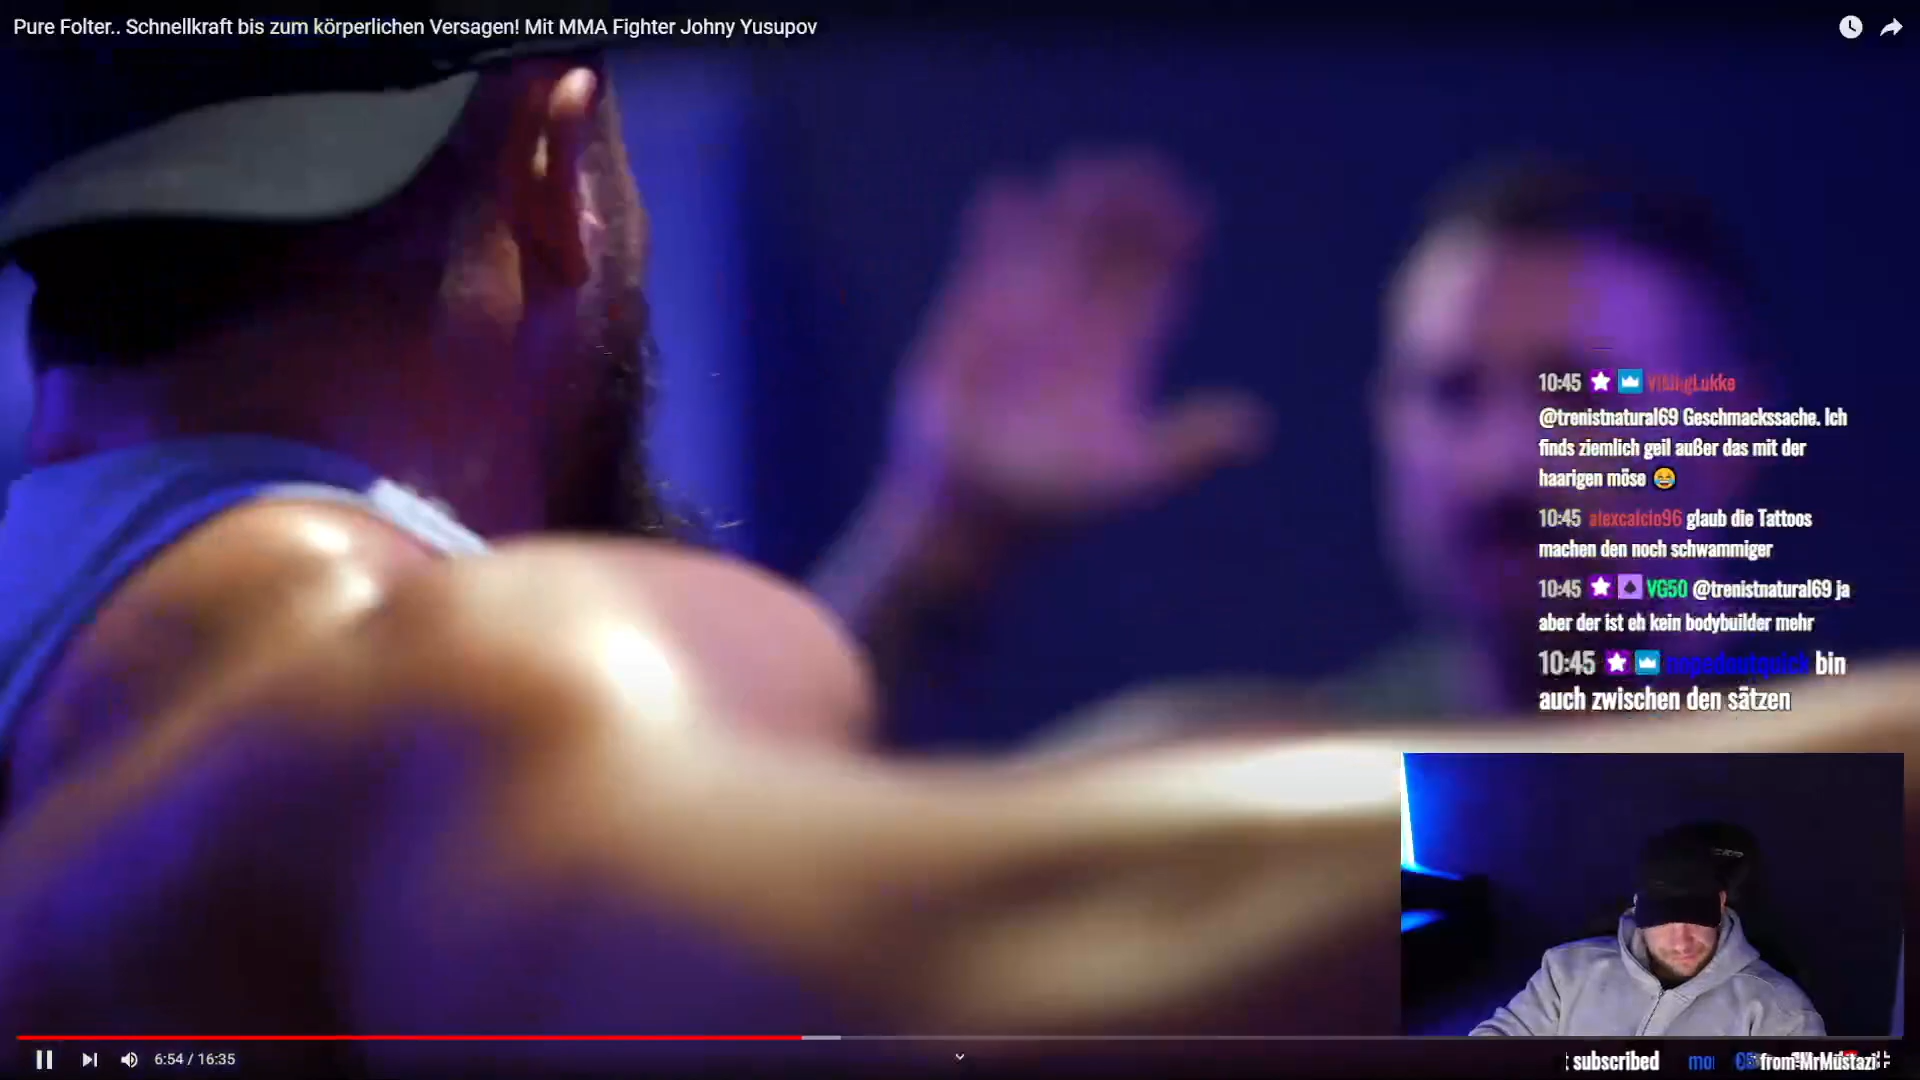 Pure Folter.. Schnellkraft bis zum körperlichen Versagen! Mit MMA Fighter Johny Yusupov
10:45
@trenistnatural69 Geschmackssache. Ich
finds ziemlich geil außer das mit der
haarigen möse 😂
10:45 alexcalcio96 glaub die Tattoos
machen den noch schwammiger
10:45 VG50 @trenistnatural69 ja
aber der ist eh kein bodybuilder mehr
10:45 nopedoutquick bin
auch zwischen den sätzen
6:54 / 16:35
subscribed
from MrMustazi